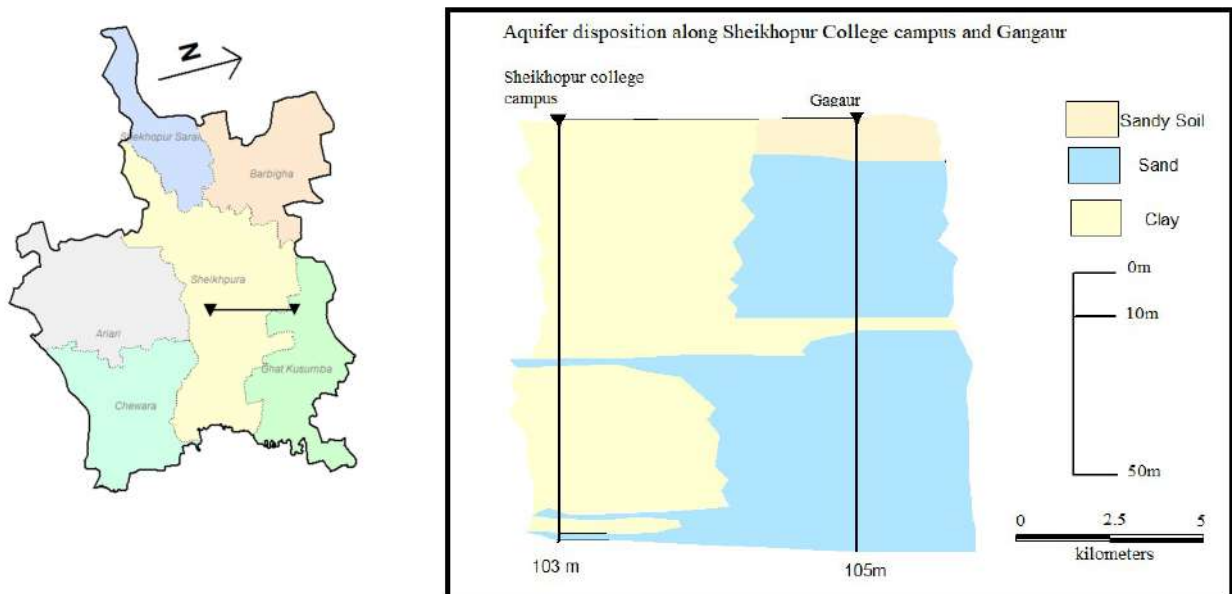 N
Shekhopur Sarai
Barbigha
Sheikhpura
Ariari
Ghat Kusumba
Chewara
Aquifer disposition along Sheikhopur College campus and Gangaur
Sheikhopur college
campus
Gagaur
Sandy Soil
Sand
Clay
0m
10m
50m
0 2.5 5
kilometers
103 m
105m